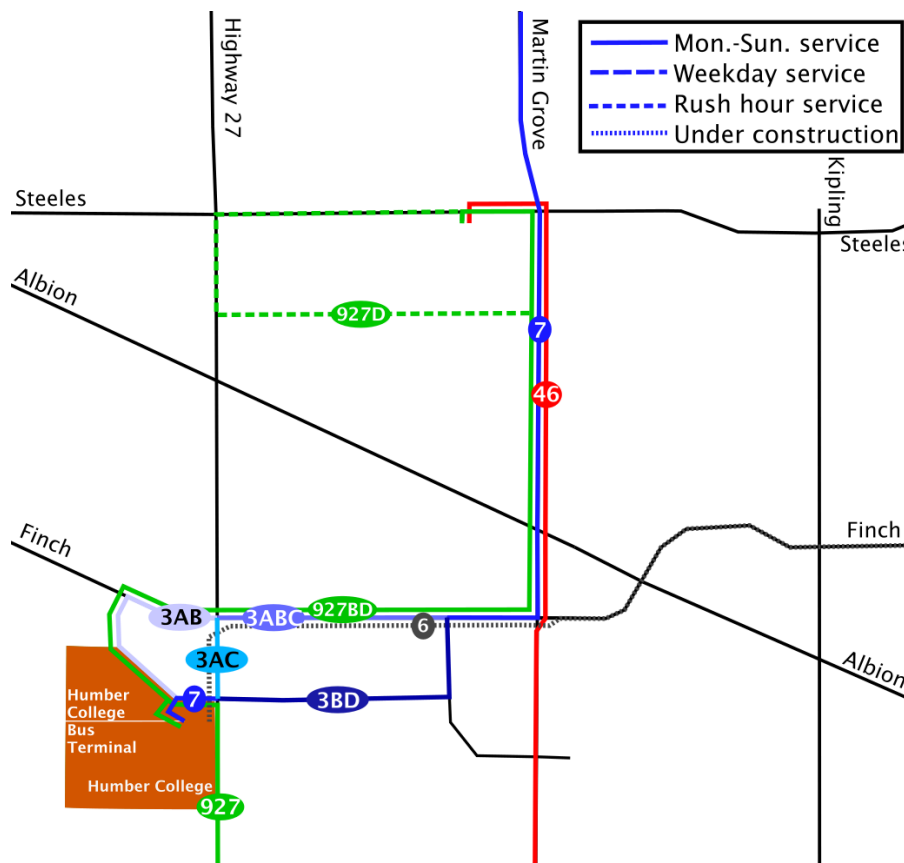 Highway 27
Martin Grove
Mon.-Sun. service
Weekday service
Rush hour service
Under construction
Kipling
Steeles
Steeles
Albion
927D
7
46
Finch
Finch
3AB
3ABC
927BD
6
3AC
Albion
7
3BD
Humber
College
Bus
Terminal
Humber College
927